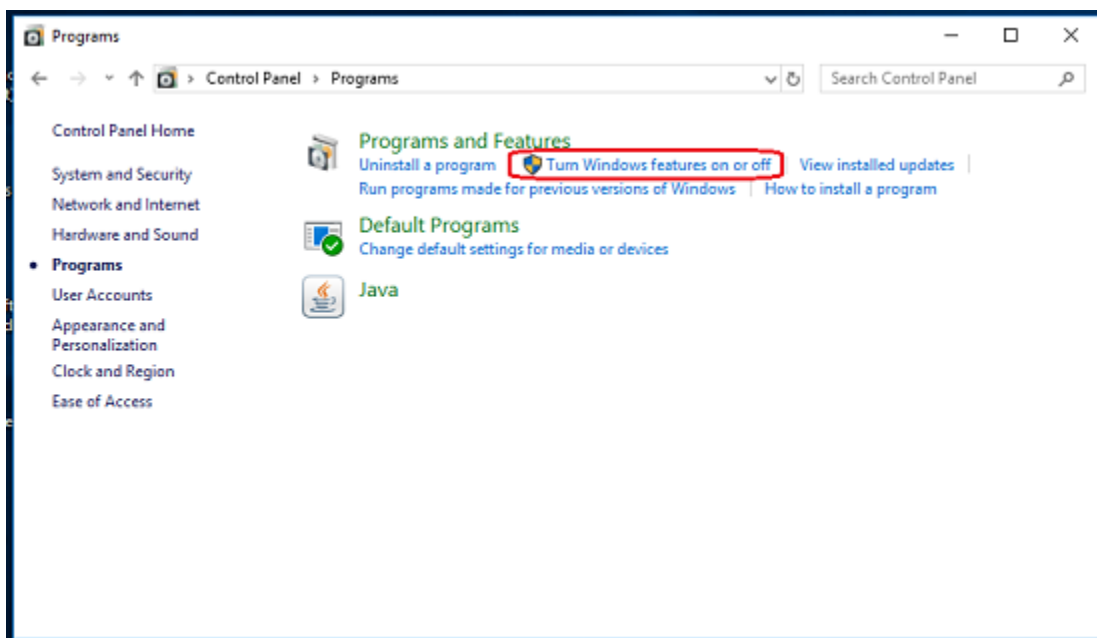 Programs
Control Panel > Programs
Search Control Panel
Control Panel Home
System and Security
Network and Internet
Hardware and Sound
Programs
User Accounts
Appearance and
Personalization
Clock and Region
Ease of Access
Programs and Features
Uninstall a program
Turn Windows features on or off
View installed updates
Run programs made for previous versions of Windows
How to install a program
Default Programs
Change default settings for media or devices
Java